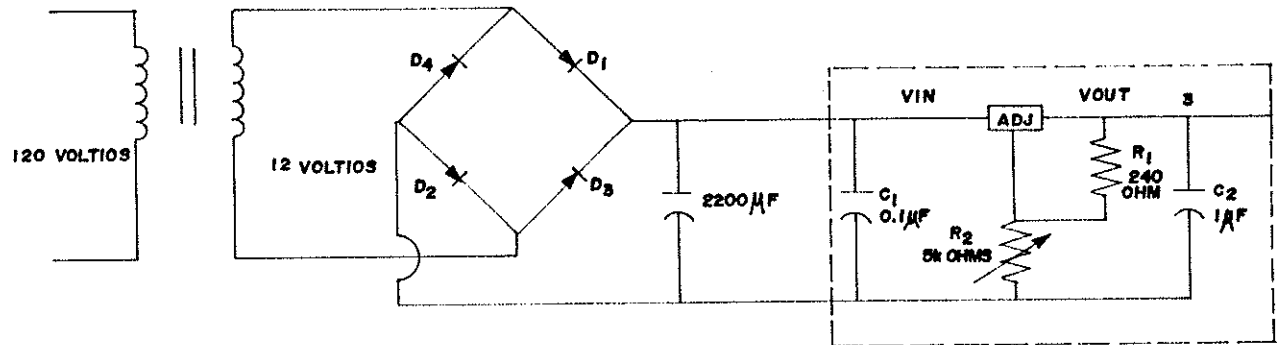 120 VOLTIOS
12 VOLTIOS
D4
D1
D2
D3
2200µF
VIN
ADJ
VOUT
3
C1
0.1µF
R2
5K OHMS
R1
240
OHM
C2
1µF